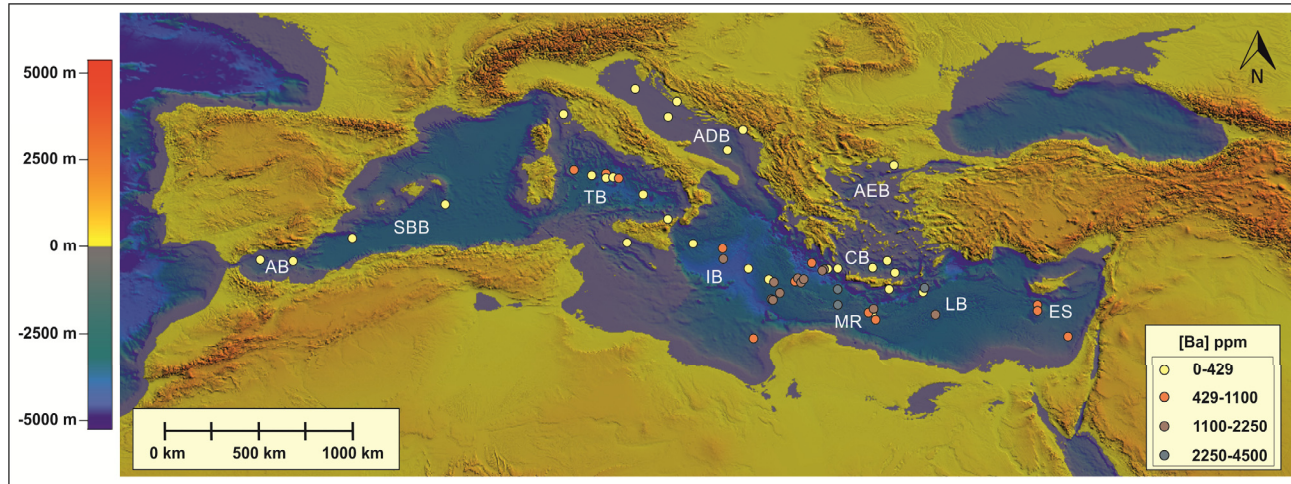 5000 m
2500 m
0 m
-2500 m
-5000 m
N
ADB
AEB
TB
SBB
AB
IB
CB
MR
LB
ES
0 km 500 km 1000 km
[Ba] ppm
0-429
429-1100
1100-2250
2250-4500